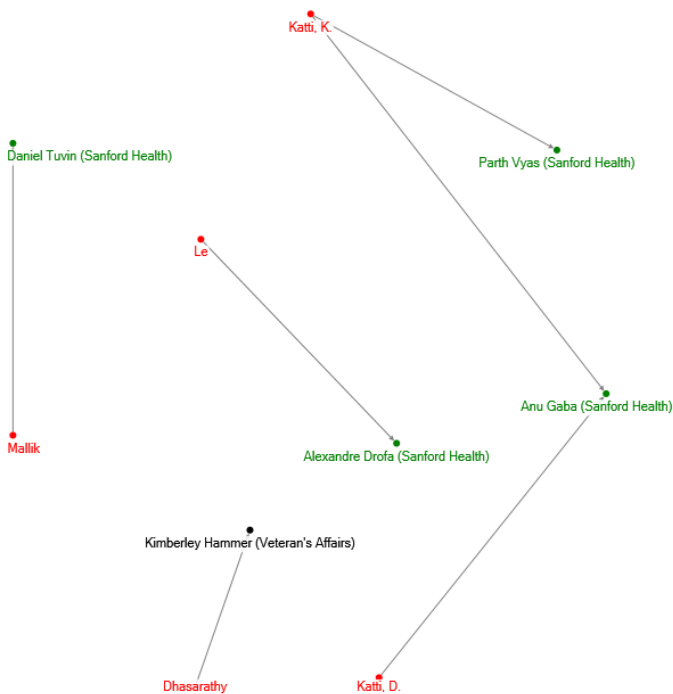 Katti, K.
Daniel Tuvin (Sanford Health)
Parth Vyas (Sanford Health)
Le
Anu Gaba (Sanford Health)
Mallik
Alexandre Drofa (Sanford Health)
Kimberley Hammer (Veteran's Affairs)
Dhasarathy
Katti, D.